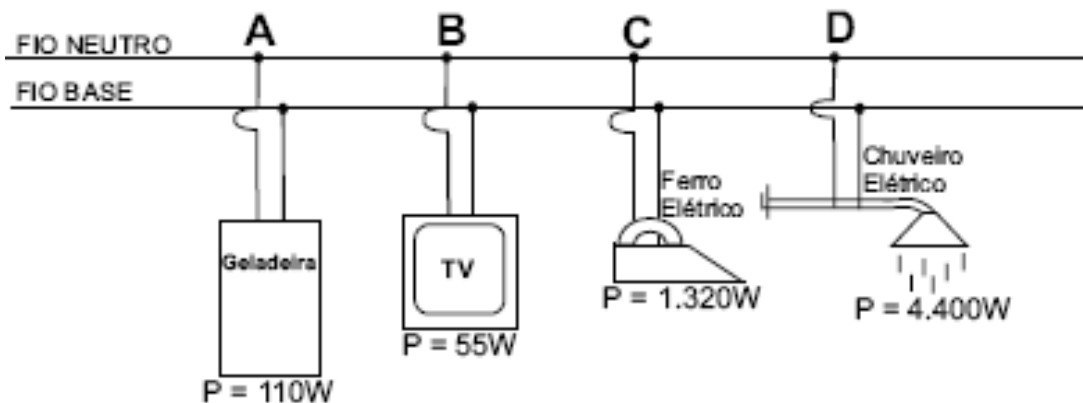 A B C D
FIO NEUTRO
FIO BASE
Chuveiro
Elétrico
Ferro
Elétrico
Geladeira
TV
P = 1.320W
P = 4.400W
P = 55W
P = 110W